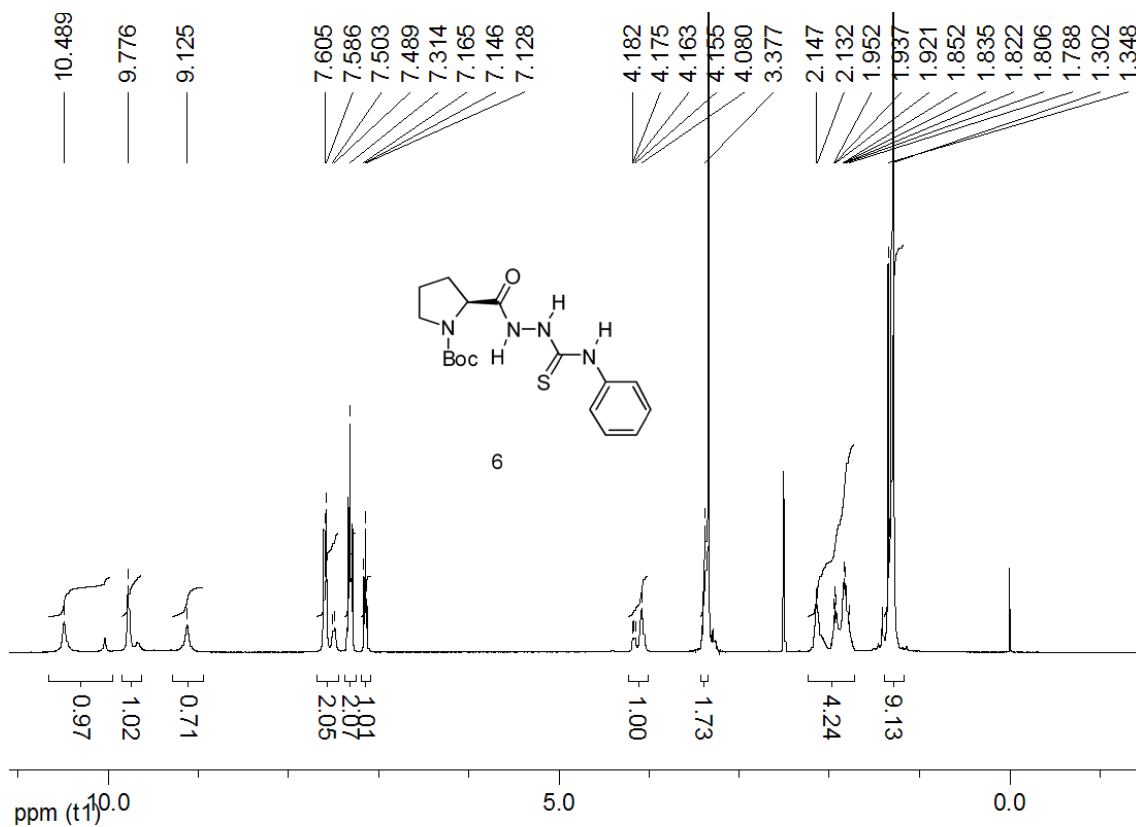 10.489 9.776 9.125 7.605 7.586 7.503 7.489 7.314 7.165 7.146 7.128 4.182 4.175 4.163 4.155 4.080 3.377 2.147 2.132 1.952 1.937 1.921 1.852 1.835 1.822 1.806 1.788 1.302 1.348
O
H
H
N
N
N
Boc
H
N
S
6
0.97 1.02 0.71 2.05 2.07 1.01 1.00 1.73 4.24 9.13
10.0 5.0 0.0
ppm (t1)